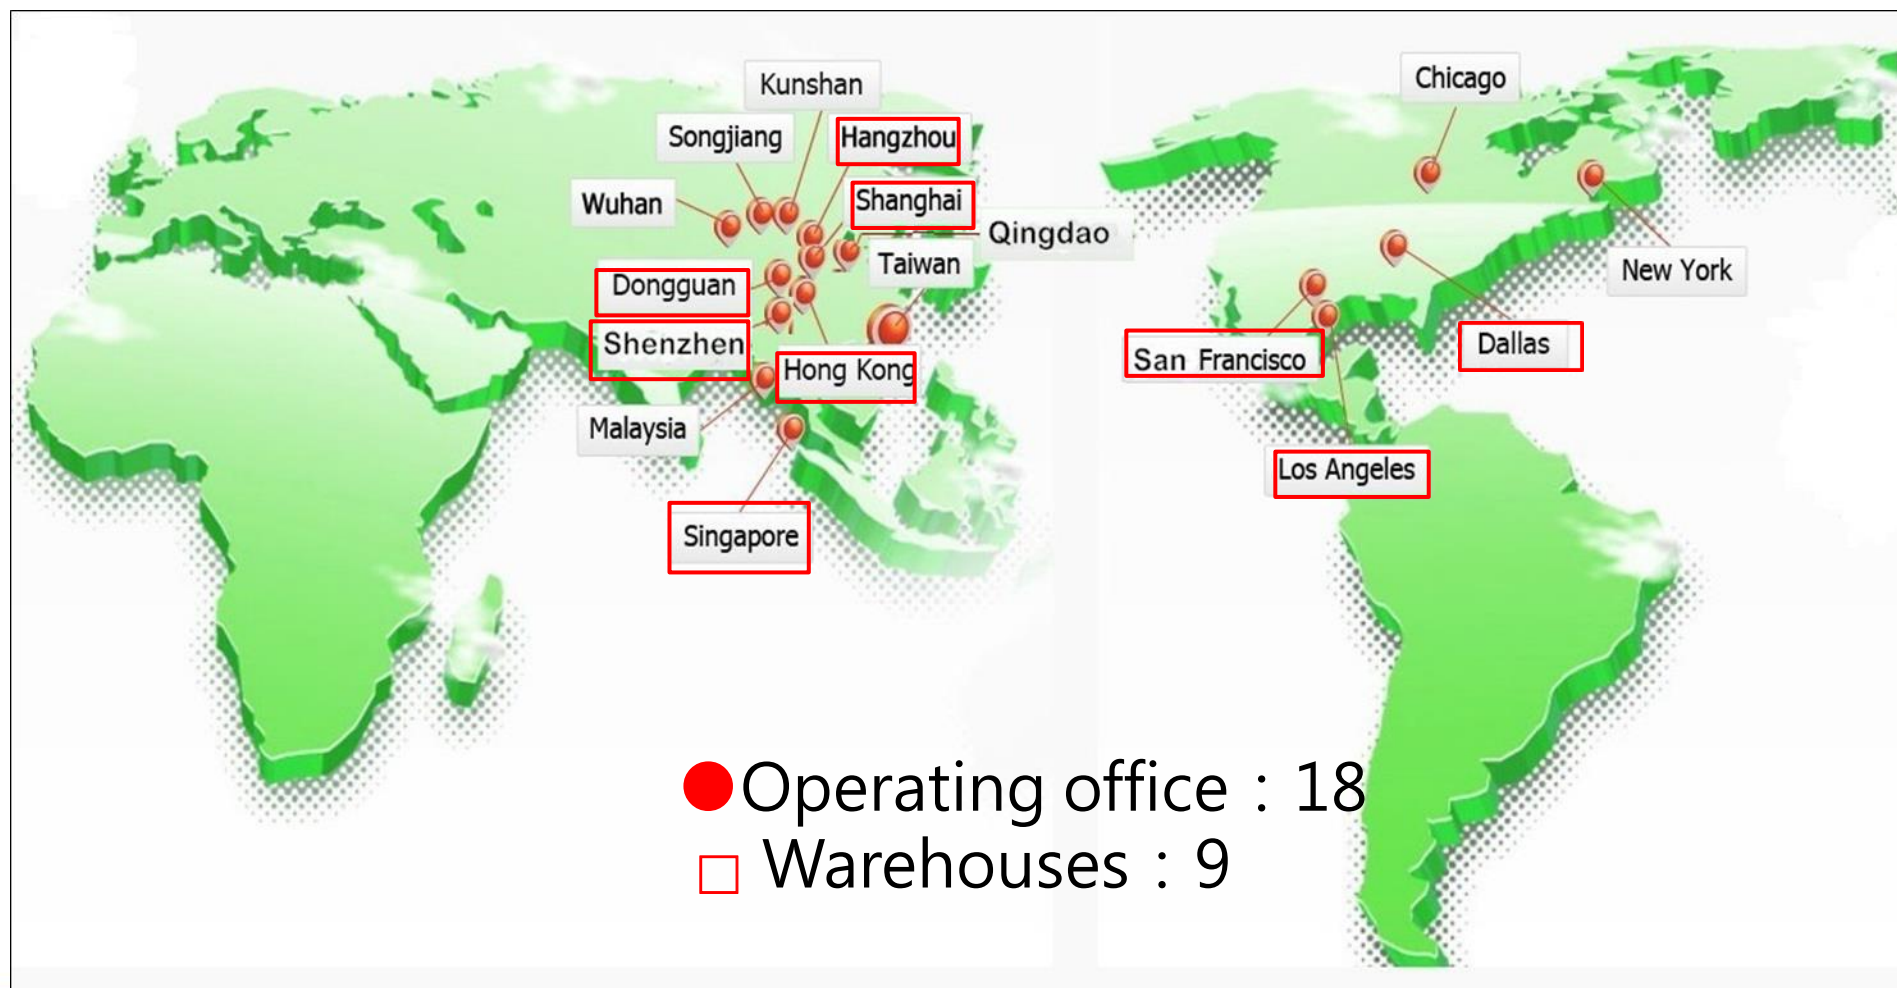 Kunshan
Chicago
Songjiang
Hangzhou
Wuhan
Shanghai
Qingdao
Taiwan
New York
Dongguan
Shenzhen
Dallas
San Francisco
Hong Kong
Malaysia
Los Angeles
Singapore
Operating office : 18
Warehouses : 9